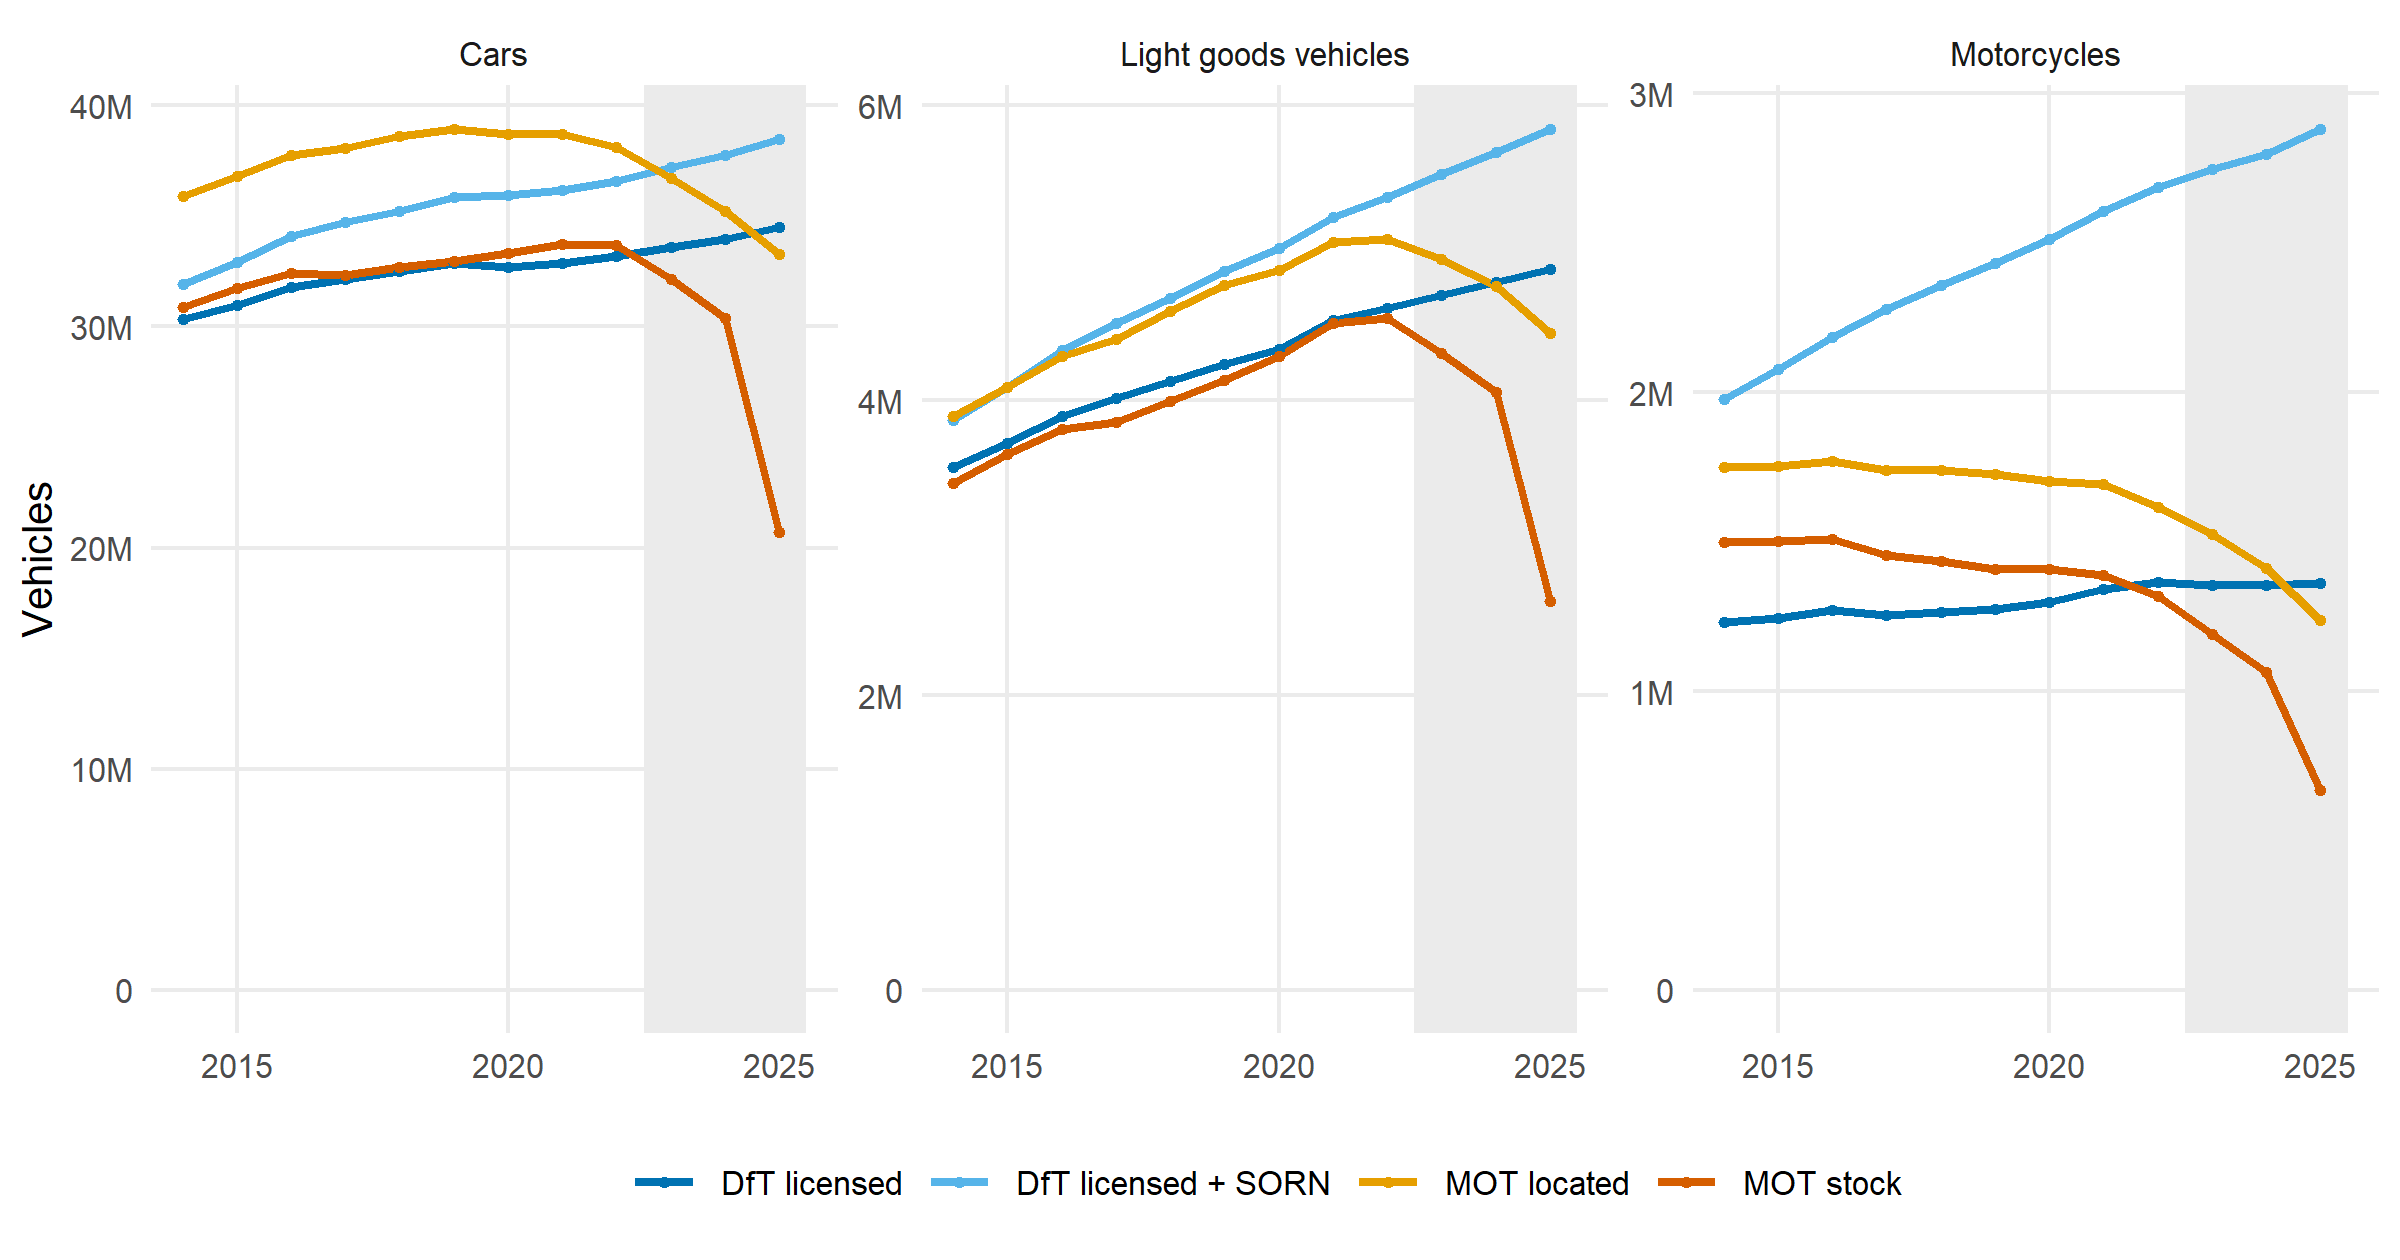 Cars
Light goods vehicles
Motorcycles
Vehicles
40M
30M
20M
10M
0
2015
2020
2025
6M
4M
2M
0
2015
2020
2025
3M
2M
1M
0
2015
2020
2025
DfT licensed
DfT licensed + SORN
MOT located
MOT stock